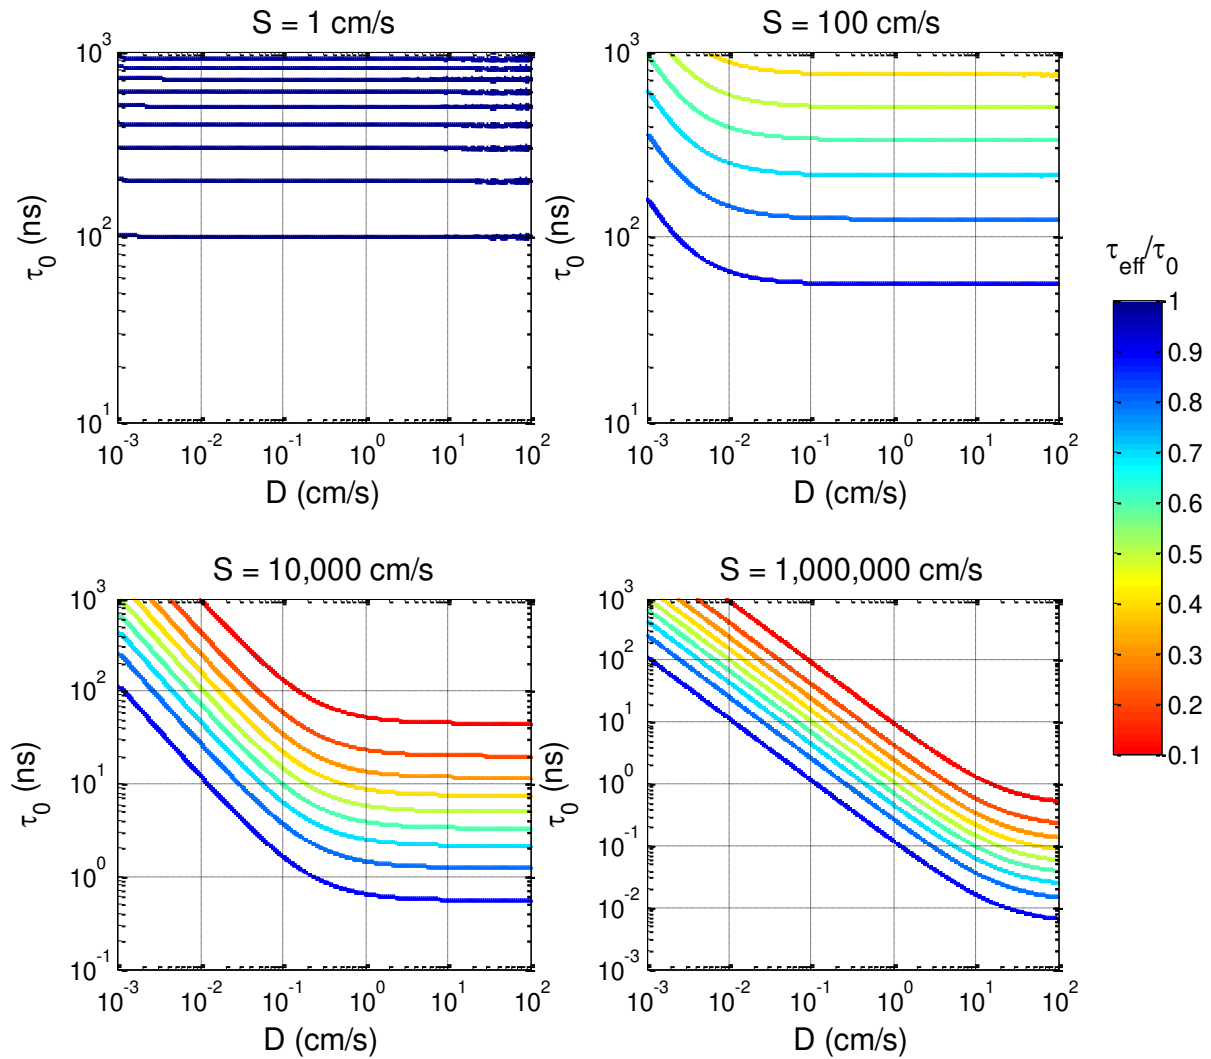 S = 1 cm/s
10³
10²
10¹
τ₀ (ns)
10⁻³ 10⁻² 10⁻¹ 10⁰ 10¹ 10²
D (cm/s)
S = 100 cm/s
10³
10²
10¹
τ₀ (ns)
10⁻³ 10⁻² 10⁻¹ 10⁰ 10¹ 10²
D (cm/s)
τeff/τ₀
1
0.9
0.8
0.7
0.6
0.5
0.4
0.3
0.2
0.1
S = 10,000 cm/s
10³
10²
10¹
10⁰
10⁻¹
τ₀ (ns)
10⁻³ 10⁻² 10⁻¹ 10⁰ 10¹ 10²
D (cm/s)
S = 1,000,000 cm/s
10³
10²
10¹
10⁰
10⁻¹
10⁻²
10⁻³
τ₀ (ns)
10⁻³ 10⁻² 10⁻¹ 10⁰ 10¹ 10²
D (cm/s)